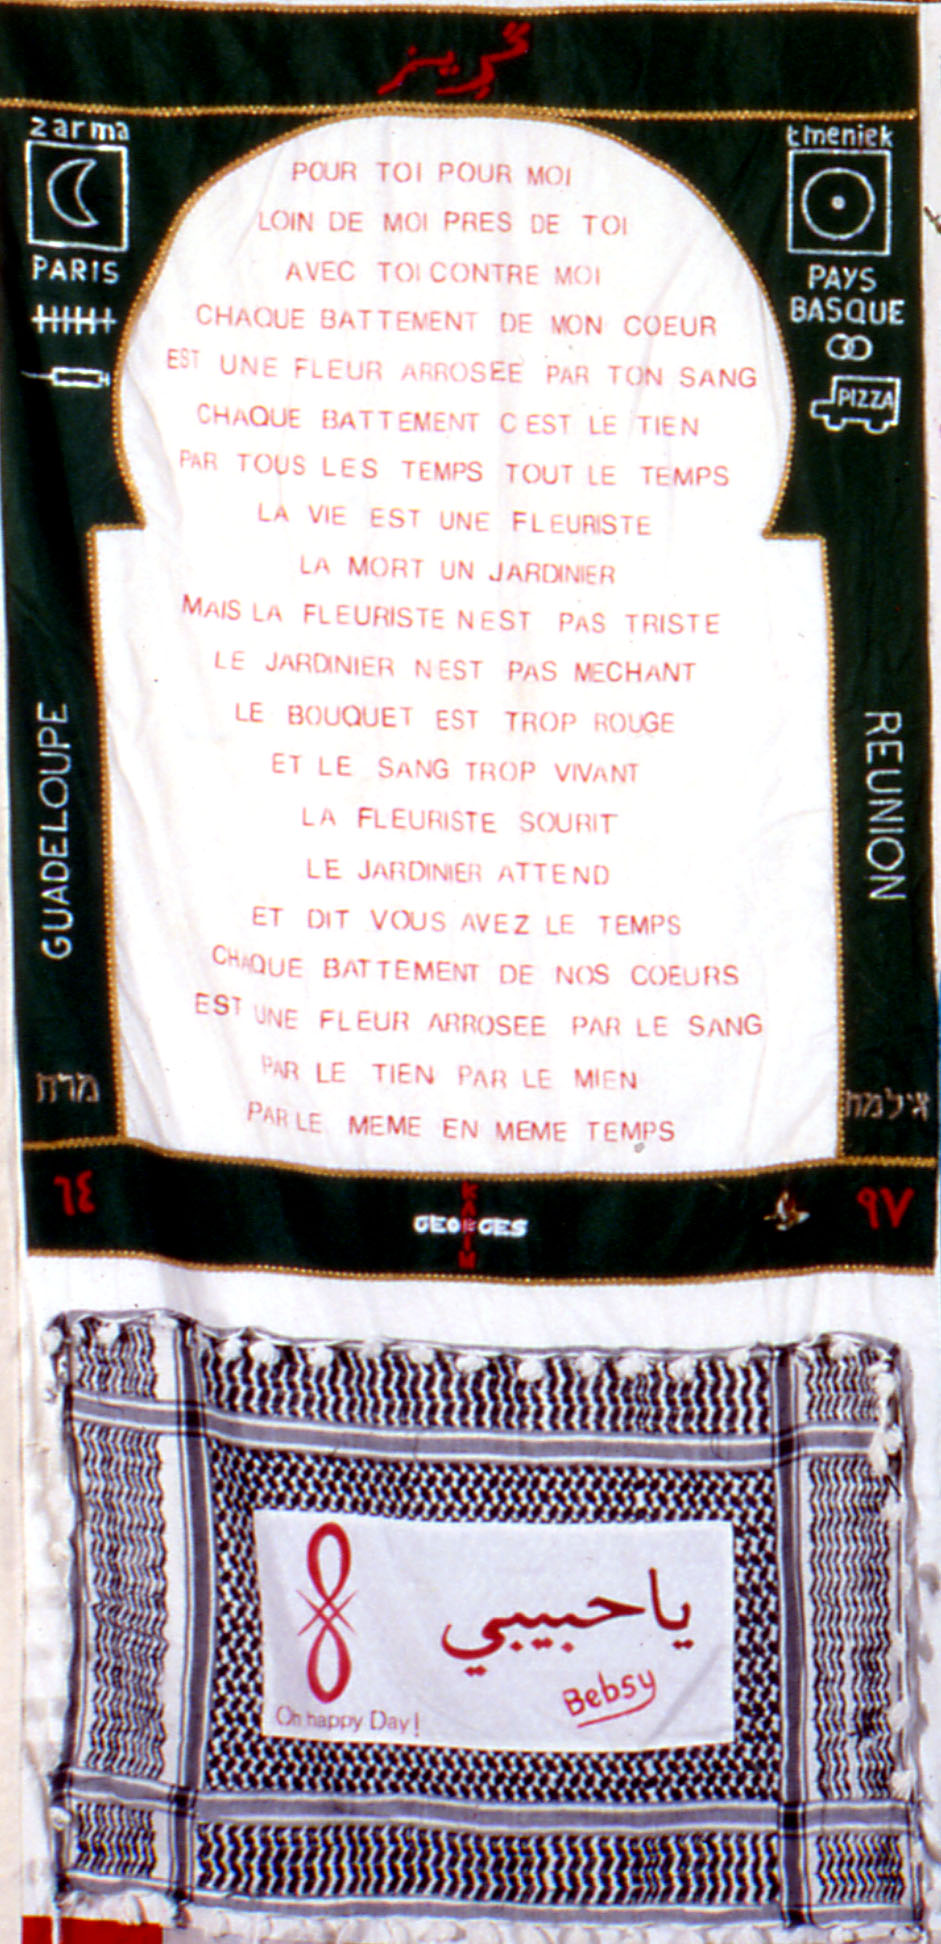 zarma
PARIS
tmeniek
PAYS
BASQUE
PIZZA
POUR TOI POUR MOI
LOIN DE MOI PRES DE TOI
AVEC TOI CONTRE MOI
CHAQUE BATTEMENT DE MON COEUR
EST UNE FLEUR ARROSEE PAR TON SANG
CHAQUE BATTEMENT C EST LE TIEN
PAR TOUS LES TEMPS TOUT LE TEMPS
LA VIE EST UNE FLEURISTE
LA MORT UN JARDINIER
MAIS LA FLEURISTE N EST PAS TRISTE
LE JARDINIER N EST PAS MECHANT
LE BOUQUET EST TROP ROUGE
ET LE SANG TROP VIVANT
LA FLEURISTE SOURIT
LE JARDINIER ATTEND
ET DIT VOUS AVEZ LE TEMPS
CHAQUE BATTEMENT DE NOS COEURS
EST UNE FLEUR ARROSEE PAR LE SANG
PAR LE TIEN PAR LE MIEN
PAR LE MEME EN MEME TEMPS
GUADELOUPE
REUNION
٦٤
GEORGES
KARIM
٩٧
يا حبيبي
Bebsy
Oh happy Day!